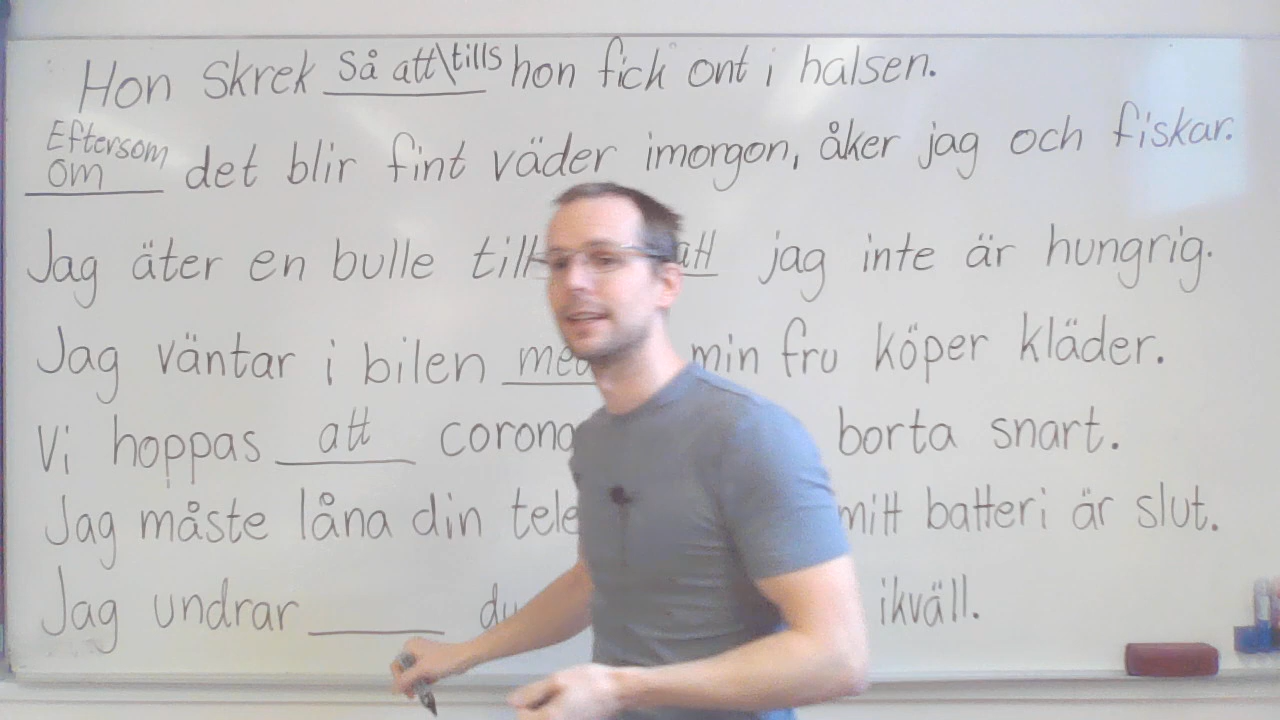 Hon skrek så att\tills hon fick ont i halsen.
Eftersom
om det blir fint väder imorgon, åker jag och fiskar.
Jag äter en bulle att jag inte är hungrig.
Jag väntar i bilen min fru köper kläder.
Vi hoppas att borta snart.
Jag måste låna din mitt batteri är slut.
Jag undrar ikväll.